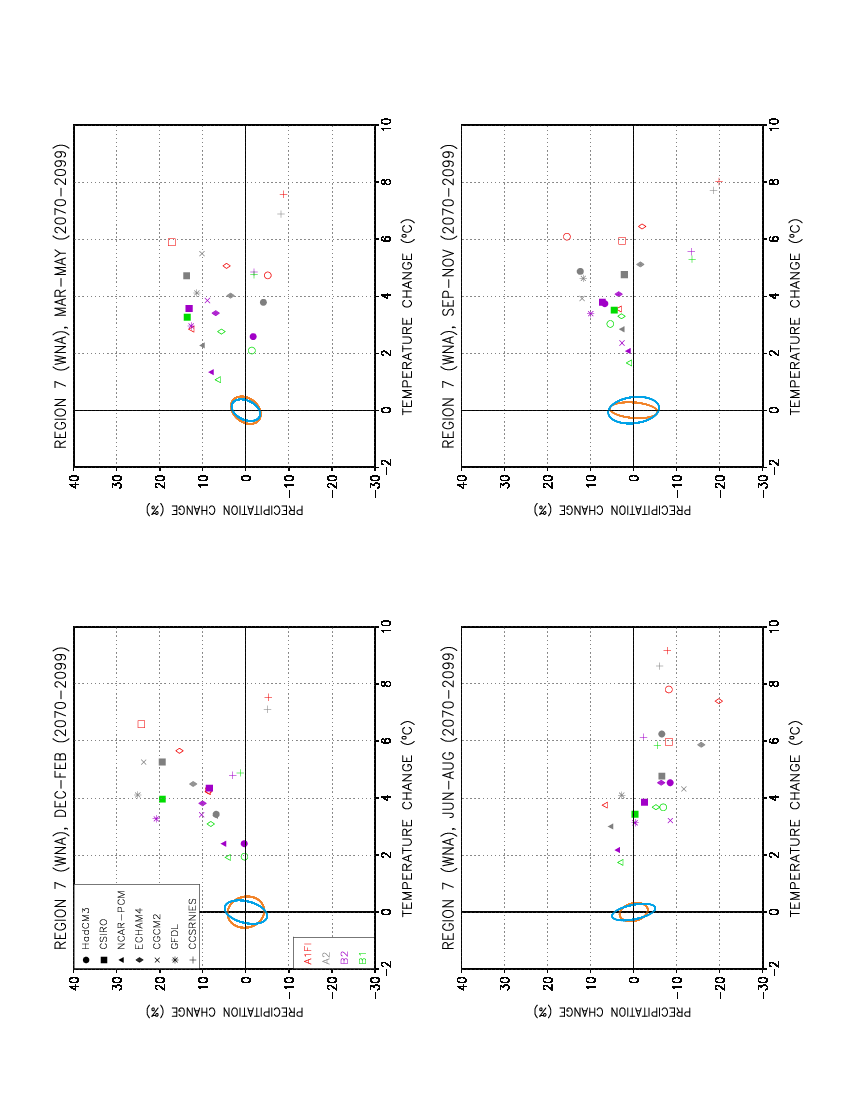 REGION 7 (WNA), MAR-MAY (2070-2099)
40
30
20
10
0
-10
-20
-30
PRECIPITATION CHANGE (%)
-2
0
2
4
6
8
10
TEMPERATURE CHANGE (ºC)
REGION 7 (WNA), SEP-NOV (2070-2099)
40
30
20
10
0
-10
-20
-30
PRECIPITATION CHANGE (%)
-2
0
2
4
6
8
10
TEMPERATURE CHANGE (ºC)
REGION 7 (WNA), DEC-FEB (2070-2099)
HadCM3
CSIRO
NCAR-PCM
ECHAM4
CGCM2
GFDL
CCSRNIES
A1FI
A2
B2
B1
40
30
20
10
0
-10
-20
-30
PRECIPITATION CHANGE (%)
-2
0
2
4
6
8
10
TEMPERATURE CHANGE (ºC)
REGION 7 (WNA), JUN-AUG (2070-2099)
40
30
20
10
0
-10
-20
-30
PRECIPITATION CHANGE (%)
-2
0
2
4
6
8
10
TEMPERATURE CHANGE (ºC)